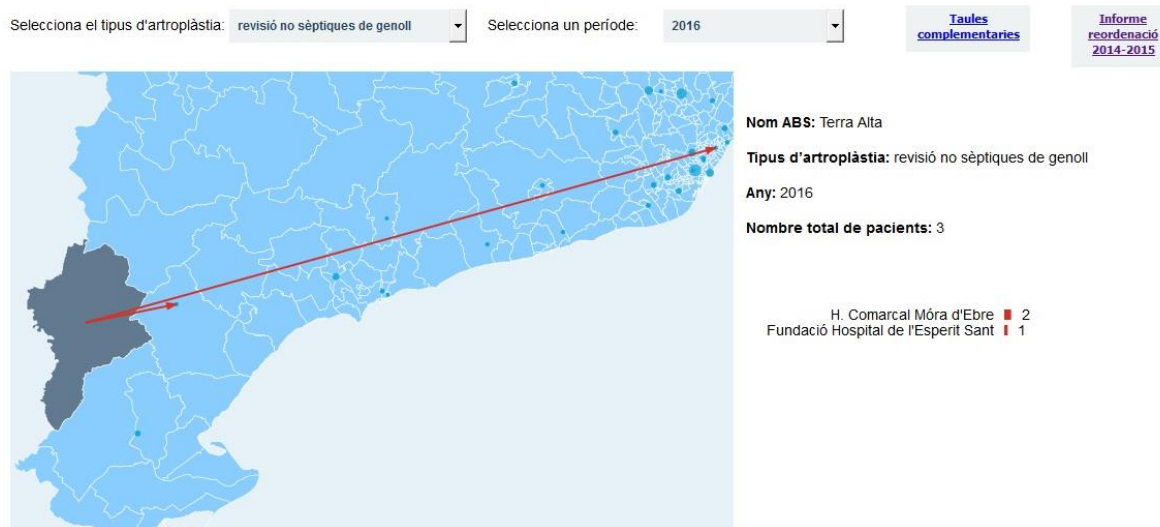 Selecciona el tipus d'artroplàstia: revisió no sèptiques de genoll Selecciona un període: 2016
Taules
complementaries
Informe
reordenació
2014-2015
Nom ABS: Terra Alta
Tipus d'artroplàstia: revisió no sèptiques de genoll
Any: 2016
Nombre total de pacients: 3
H. Comarcal Móra d'Ebre 2
Fundació Hospital de l'Esperit Sant 1